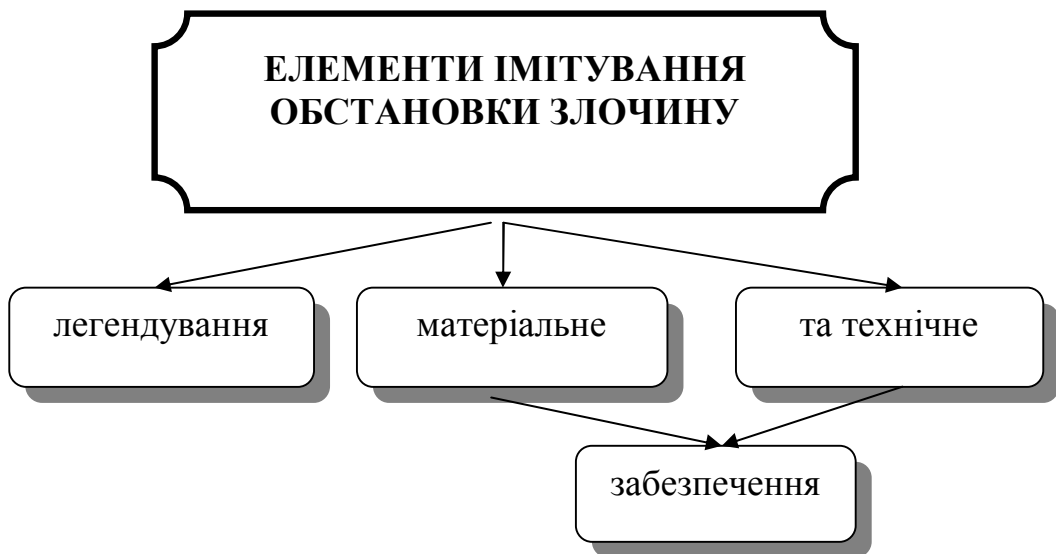 ЕЛЕМЕНТИ ІМІТУВАННЯ
ОБСТАНОВКИ ЗЛОЧИНУ
легендування
матеріальне
та технічне
забезпечення